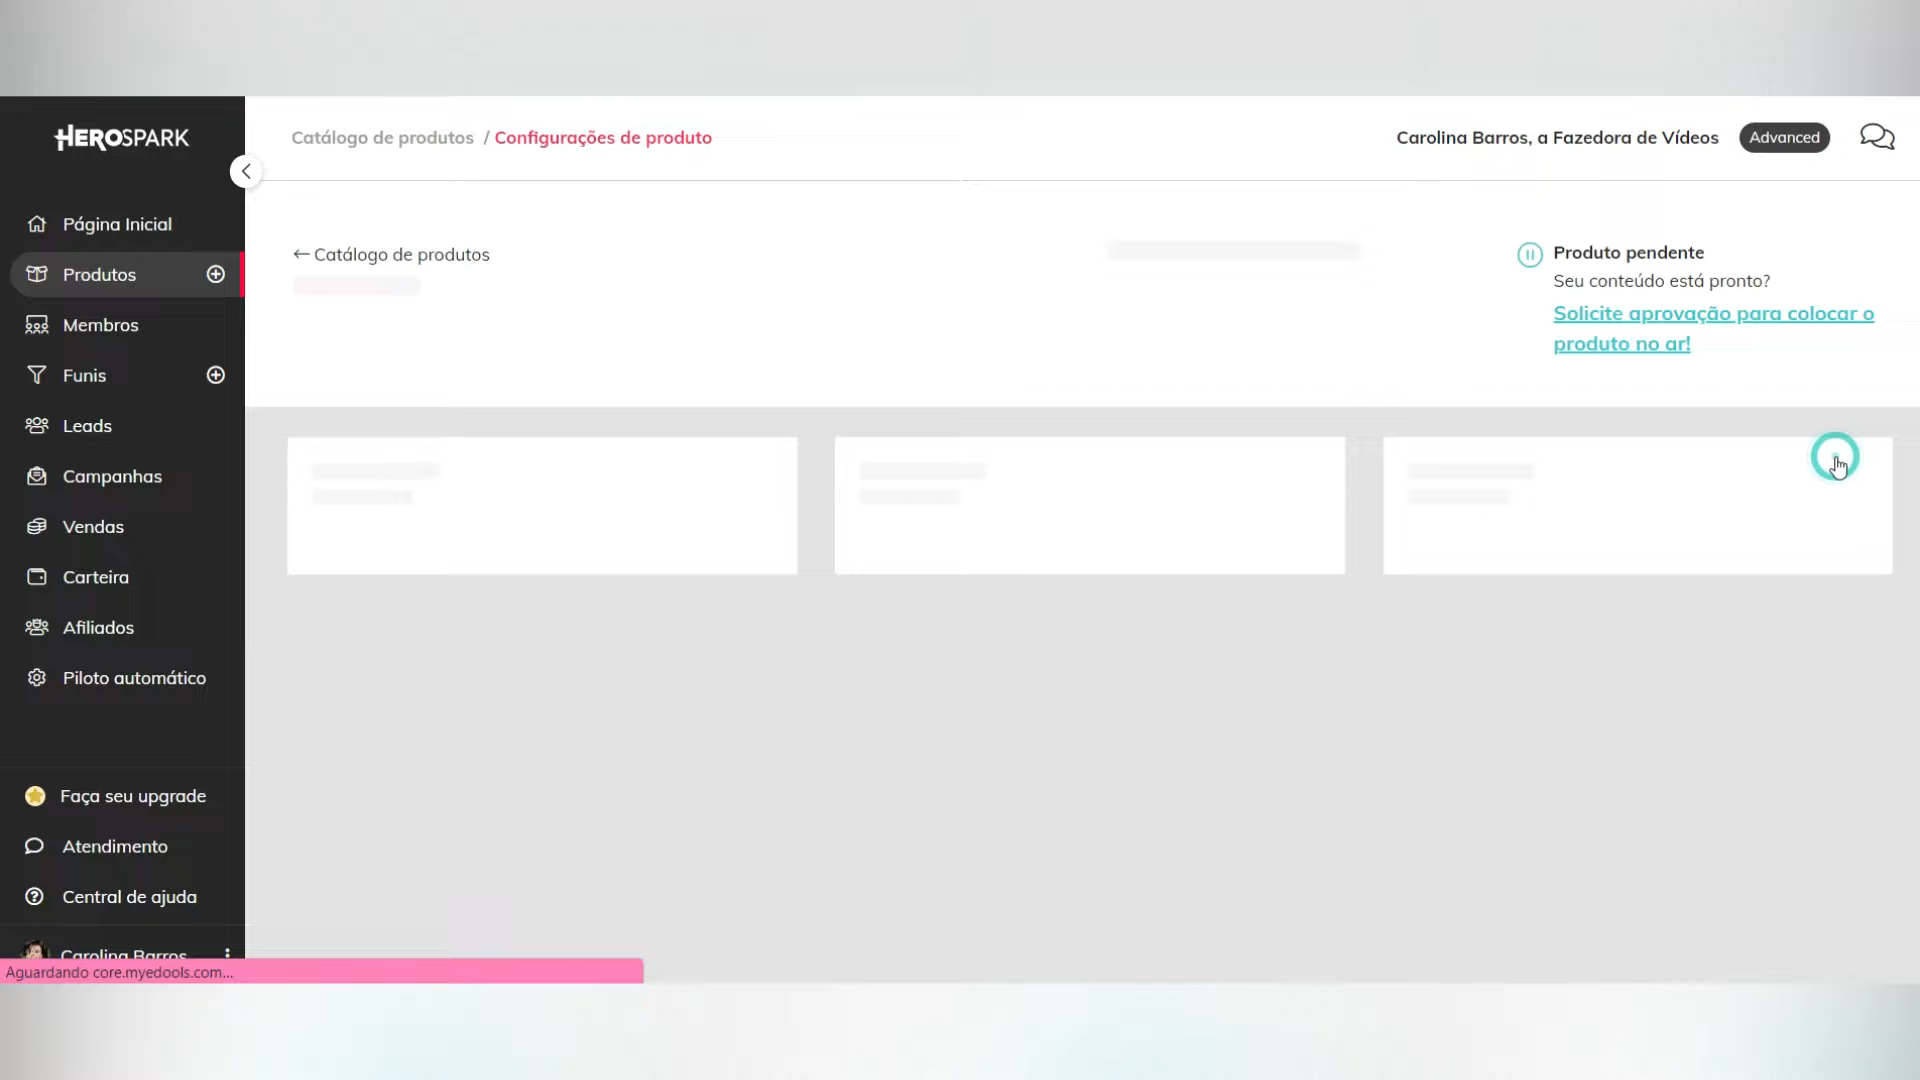 HEROSPARK
Catálogo de produtos / Configurações de produto
Carolina Barros, a Fazedora de Vídeos
Advanced
Página Inicial
Produtos
Membros
Funis
Leads
Campanhas
Vendas
Carteira
Afiliados
Piloto automático
Faça seu upgrade
Atendimento
Central de ajuda
Carolina Barros
Aguardando core.myedools.com...
← Catálogo de produtos
Produto pendente
Seu conteúdo está pronto?
Solicite aprovação para colocar o
produto no ar!